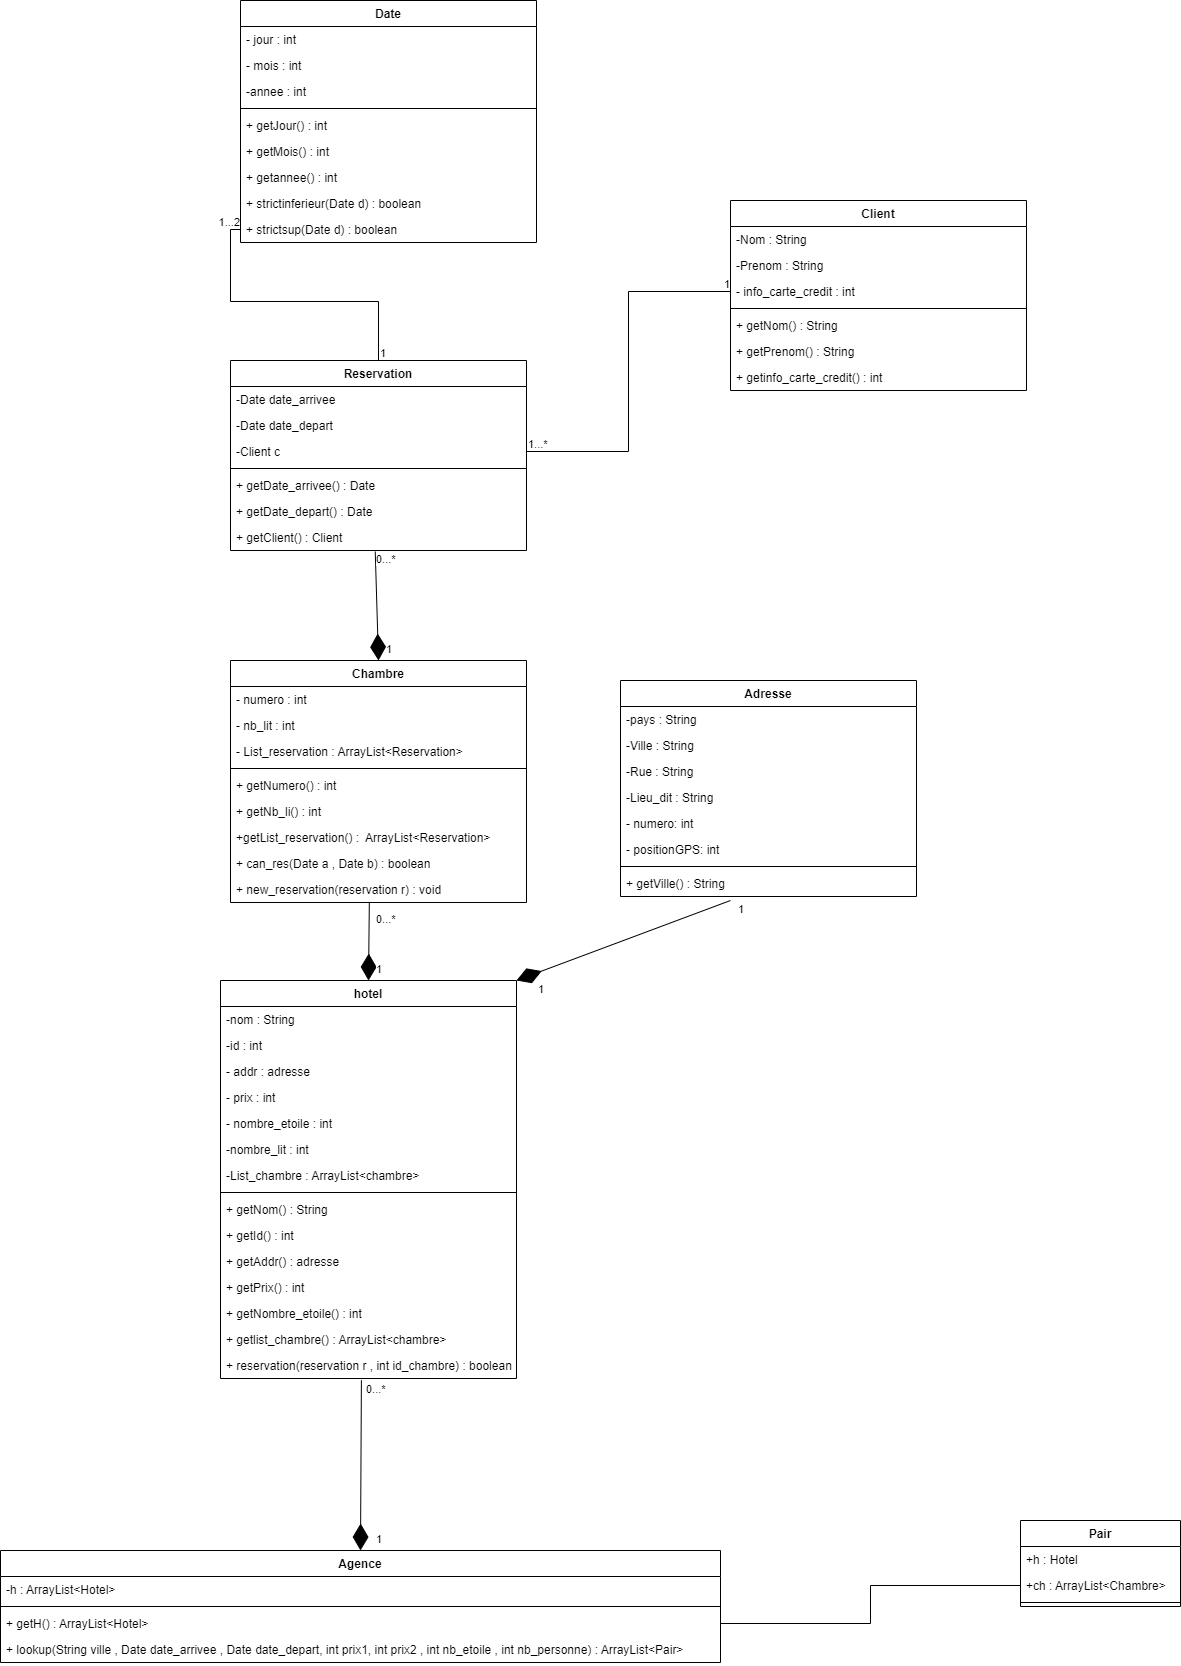 Date
- jour : int
- mois : int
-annee : int
+ getJour() : int
+ getMois() : int
+ getannee() : int
+ strictinferieur(Date d) : boolean
1...2
+ strictsup(Date d) : boolean
Client
-Nom : String
-Prenom : String
1
- info_carte_credit : int
+ getNom() : String
+ getPrenom() : String
+ getinfo_carte_credit() : int
1
Reservation
-Date date_arrivee
-Date date_depart
-Client c
1...*
+ getDate_arrivee() : Date
+ getDate_depart() : Date
+ getClient() : Client
0...*
1
Chambre
- numero : int
- nb_lit : int
- List_reservation : ArrayList<Reservation>
+ getNumero() : int
+ getNb_li() : int
+getList_reservation() :  ArrayList<Reservation>
+ can_res(Date a , Date b) : boolean
+ new_reservation(reservation r) : void
0...*
1
Adresse
-pays : String
-Ville : String
-Rue : String
-Lieu_dit : String
- numero: int
- positionGPS: int
+ getVille() : String
1
1
hotel
-nom : String
-id : int
- addr : adresse
- prix : int
- nombre_etoile : int
-nombre_lit : int
-List_chambre : ArrayList<chambre>
+ getNom() : String
+ getId() : int
+ getAddr() : adresse
+ getPrix() : int
+ getNombre_etoile() : int
+ getlist_chambre() : ArrayList<chambre>
+ reservation(reservation r , int id_chambre) : boolean
0...*
1
Agence
-h : ArrayList<Hotel>
+ getH() : ArrayList<Hotel>
+ lookup(String ville , Date date_arrivee , Date date_depart, int prix1, int prix2 , int nb_etoile , int nb_personne) : ArrayList<Pair>
Pair
+h : Hotel
+ch : ArrayList<Chambre>